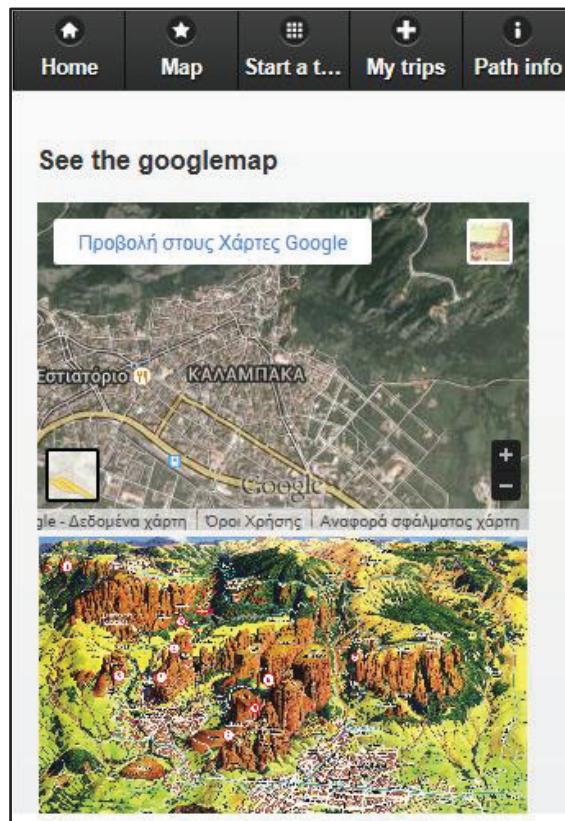 Home Map Start a t... My trips Path info
See the googlemap
Προβολή στους Χάρτες Google
Εστιατόριο ΚΑΛΑΜΠΑΚΑ
+
Google
−
gle - Δεδομένα χάρτη Όροι Χρήσης Αναφορά σφάλματος χάρτη